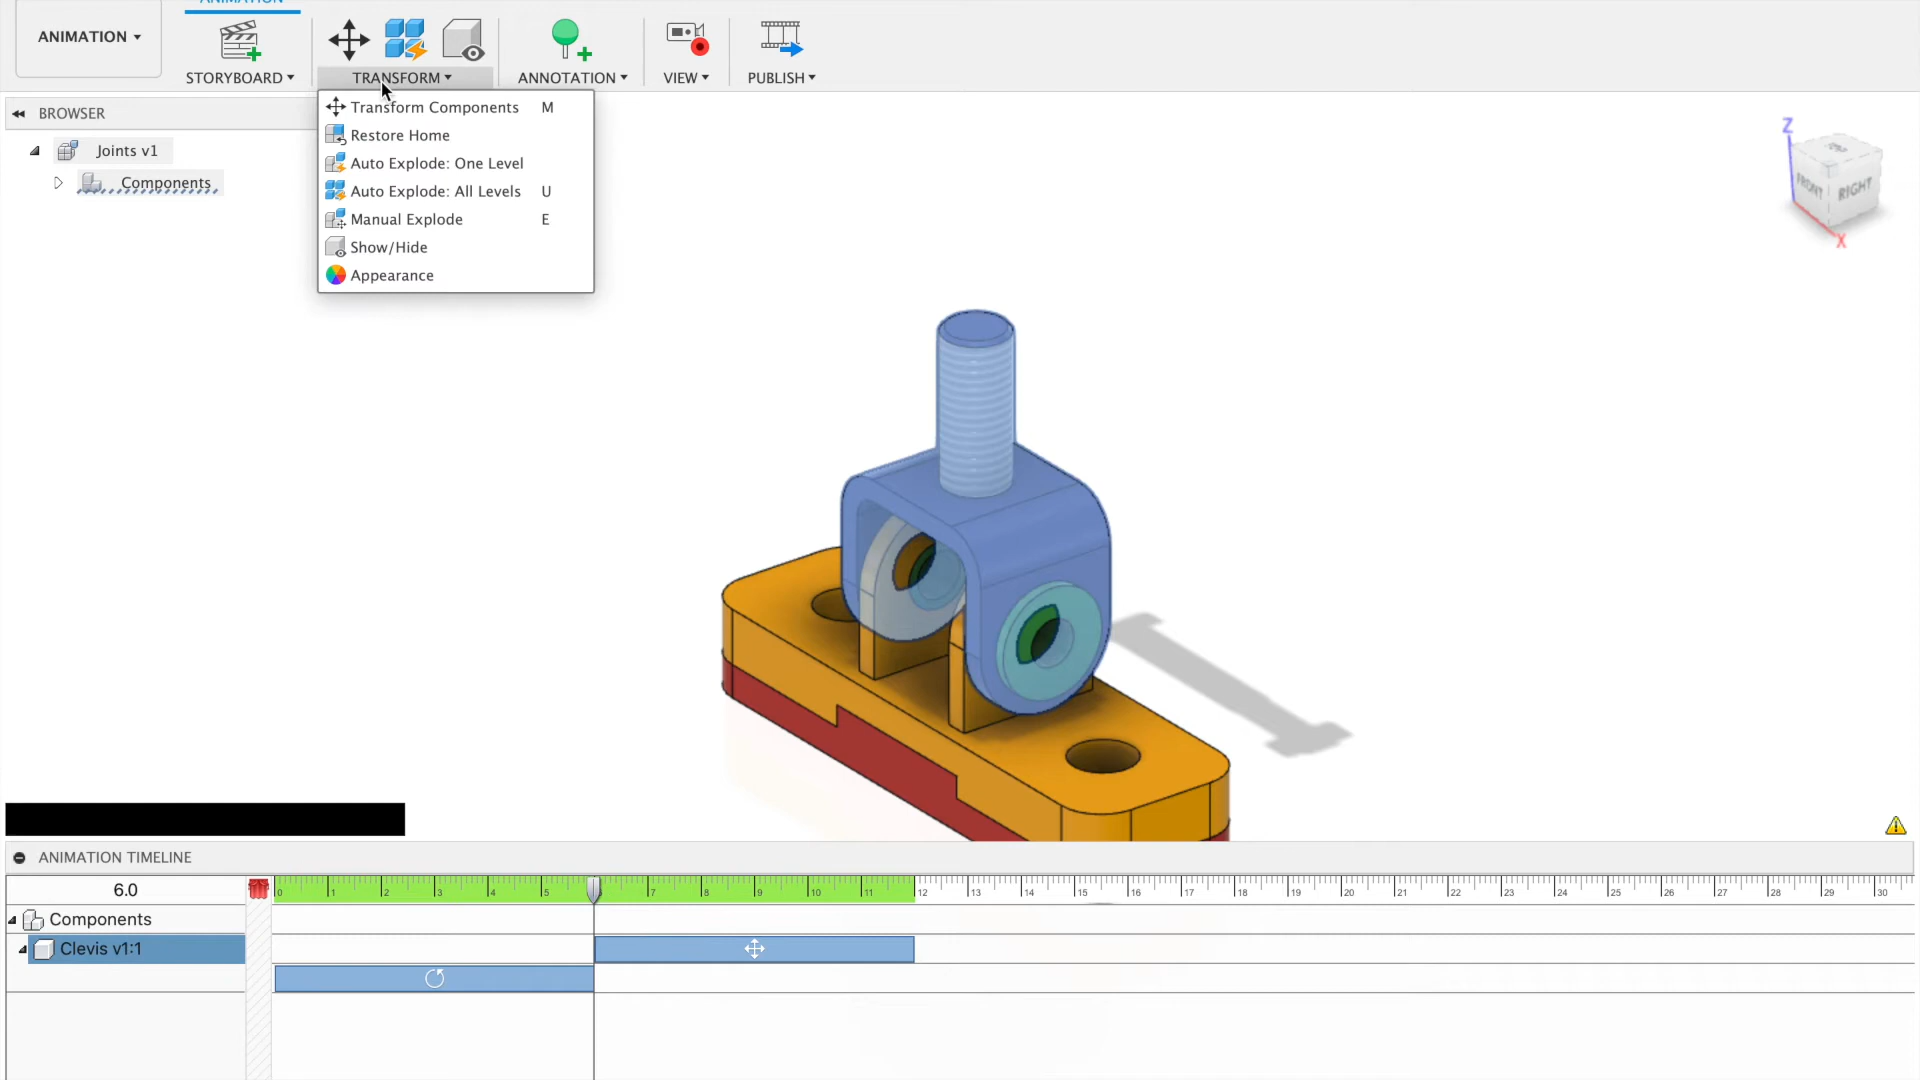 ANIMATION
ANIMATION
STORYBOARD
TRANSFORM
ANNOTATION
VIEW
PUBLISH
BROWSER
Joints v1
Components
Transform Components M
Restore Home
Auto Explode: One Level
Auto Explode: All Levels U
Manual Explode E
Show/Hide
Appearance
Z
FRONT
RIGHT
X
ANIMATION TIMELINE
6.0
0 1 2 3 4 5 7 8 9 10 11 12 13 14 15 16 17 18 19 20 21 22 23 24 25 26 27 28 29 30
Components
Clevis v1:1